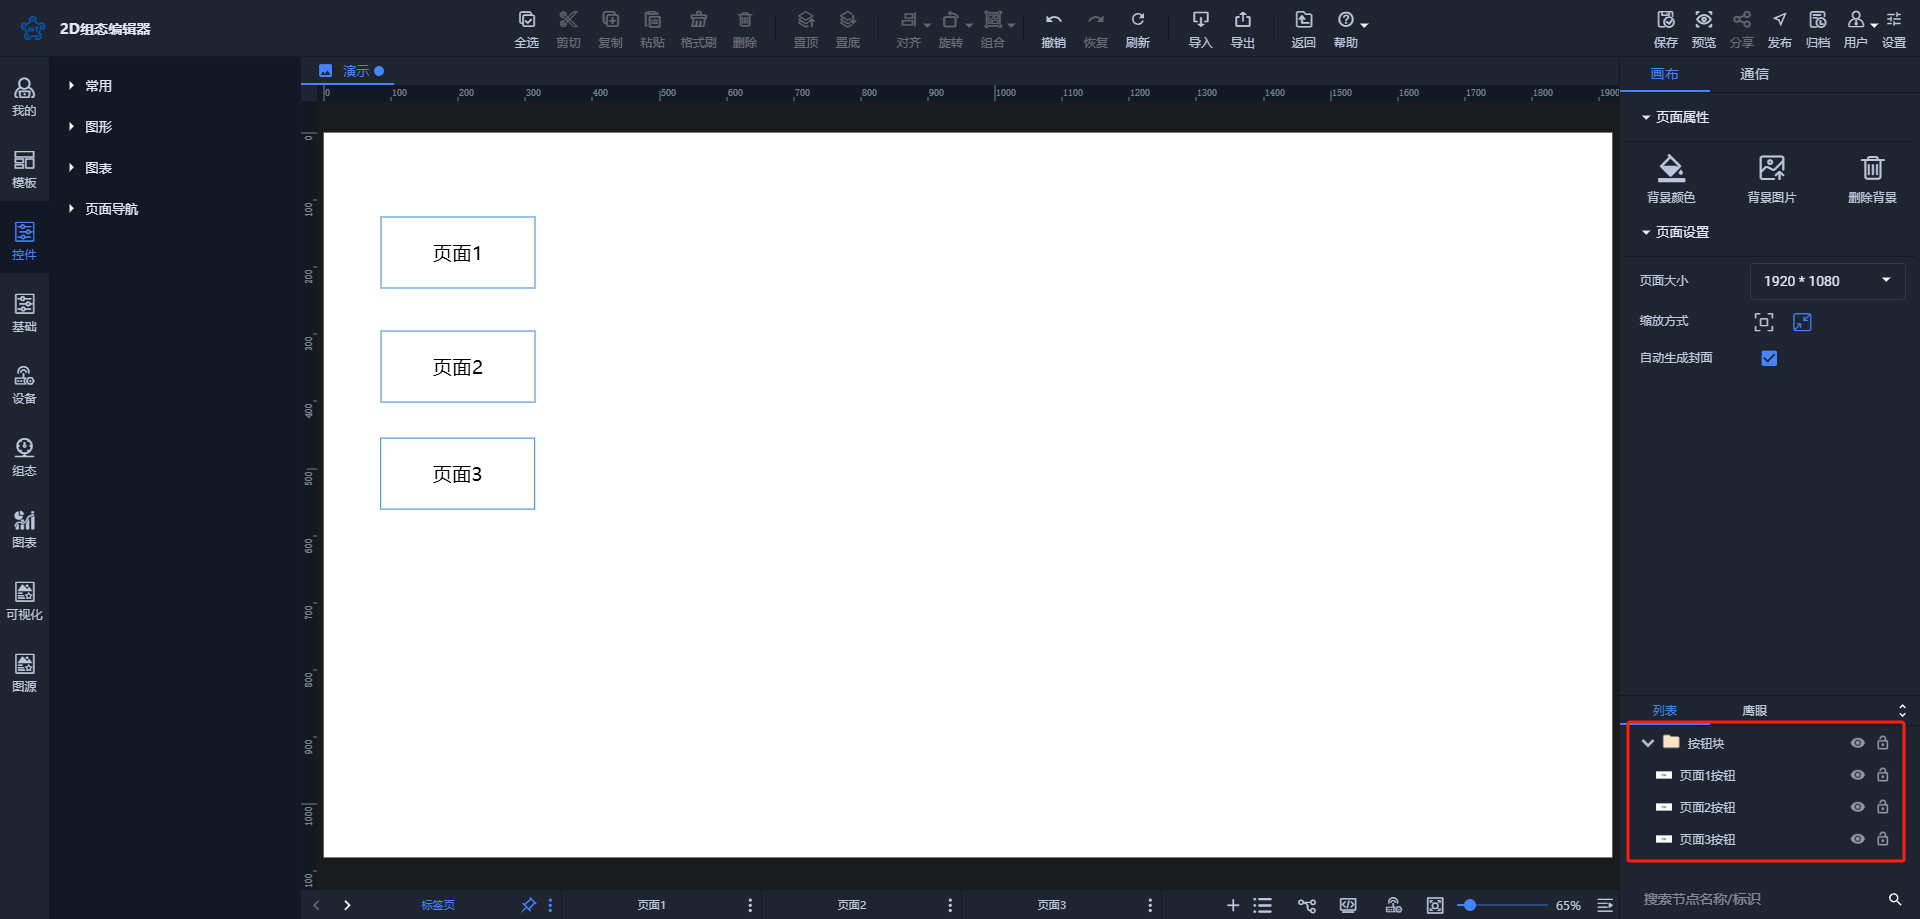 2D组态编辑器
全选
剪切
复制
粘贴
格式刷
删除
置顶
置底
对齐
旋转
组合
撤销
恢复
刷新
导入
导出
返回
帮助
保存
预览
分享
发布
归档
用户
设置
我的
模板
控件
基础
设备
组态
图表
可视化
图源
常用
图形
图表
页面导航
演示
0 100 200 300 400 500 600 700 800 900 1000 1100 1200 1300 1400 1500 1600 1700 1800 1900
0
100
200
300
400
500
600
700
800
900
1000
100
页面1
页面2
页面3
画布 通信
页面属性
背景颜色 背景图片 删除背景
页面设置
页面大小 1920 * 1080
缩放方式
自动生成封面
列表 鹰眼
按钮块
页面1按钮
页面2按钮
页面3按钮
搜索节点名称/标识
标签页 页面1 页面2 页面3 65%